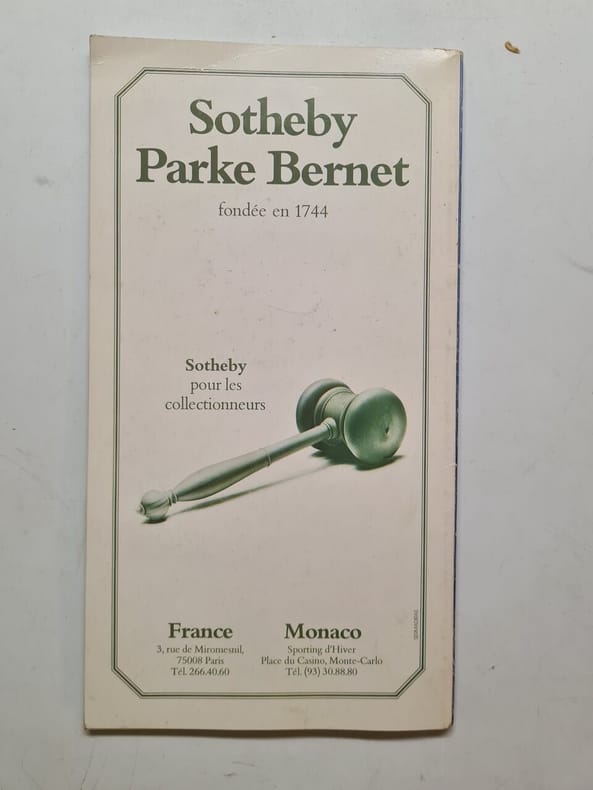 Sotheby
Parke Bernet
fondée en 1744
Sotheby
pour les
collectionneurs
France
3, rue de Miromesnil,
75008 Paris
Tél. 266.40.60
Monaco
Sporting d'Hiver
Place du Casino, Monte-Carlo
Tél. (93) 30.88.80